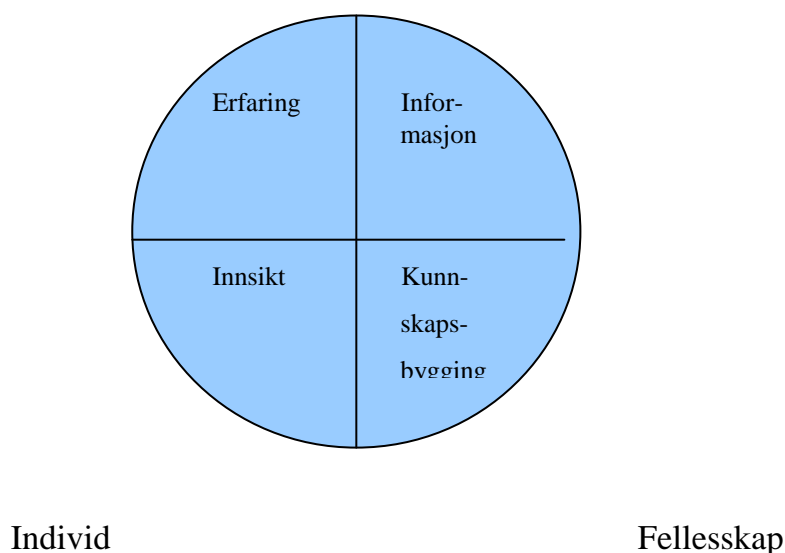 Erfaring
Infor-
masjon
Innsikt
Kunn-
skaps-
bygging
Individ
Fellesskap